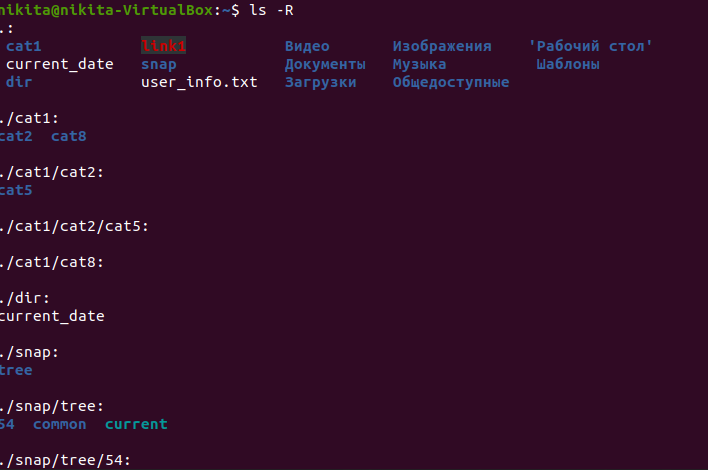 nikita@nikita-VirtualBox:~$ ls -R
.:
cat1 link1 Видео Изображения 'Рабочий стол'
current_date snap Документы Музыка Шаблоны
dir user_info.txt Загрузки Общедоступные
./cat1:
cat2 cat8
./cat1/cat2:
cat5
./cat1/cat2/cat5:
./cat1/cat8:
./dir:
current_date
./snap:
tree
./snap/tree:
54 common current
./snap/tree/54: